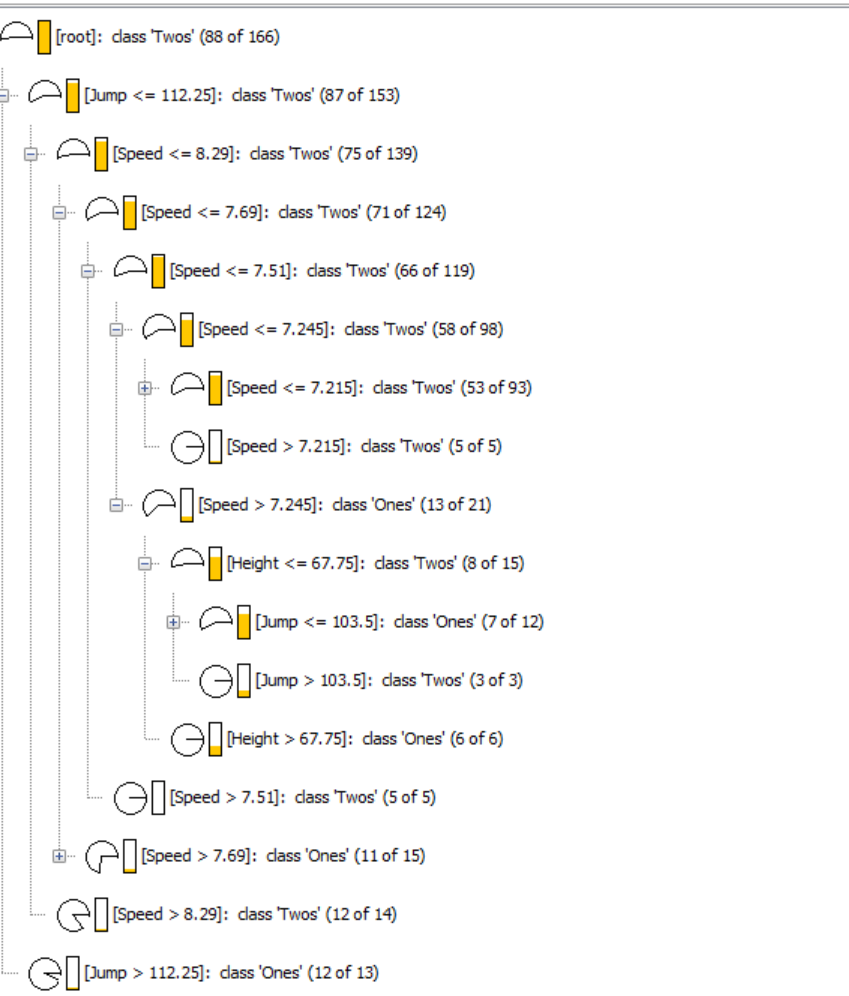 [root]: class 'Twos' (88 of 166)
[Jump <= 112.25]: class 'Twos' (87 of 153)
[Speed <= 8.29]: class 'Twos' (75 of 139)
[Speed <= 7.69]: class 'Twos' (71 of 124)
[Speed <= 7.51]: class 'Twos' (66 of 119)
[Speed <= 7.245]: class 'Twos' (58 of 98)
[Speed <= 7.215]: class 'Twos' (53 of 93)
[Speed > 7.215]: class 'Twos' (5 of 5)
[Speed > 7.245]: class 'Ones' (13 of 21)
[Height <= 67.75]: class 'Twos' (8 of 15)
[Jump <= 103.5]: class 'Ones' (7 of 12)
[Jump > 103.5]: class 'Twos' (3 of 3)
[Height > 67.75]: class 'Ones' (6 of 6)
[Speed > 7.51]: class 'Twos' (5 of 5)
[Speed > 7.69]: class 'Ones' (11 of 15)
[Speed > 8.29]: class 'Twos' (12 of 14)
[Jump > 112.25]: class 'Ones' (12 of 13)